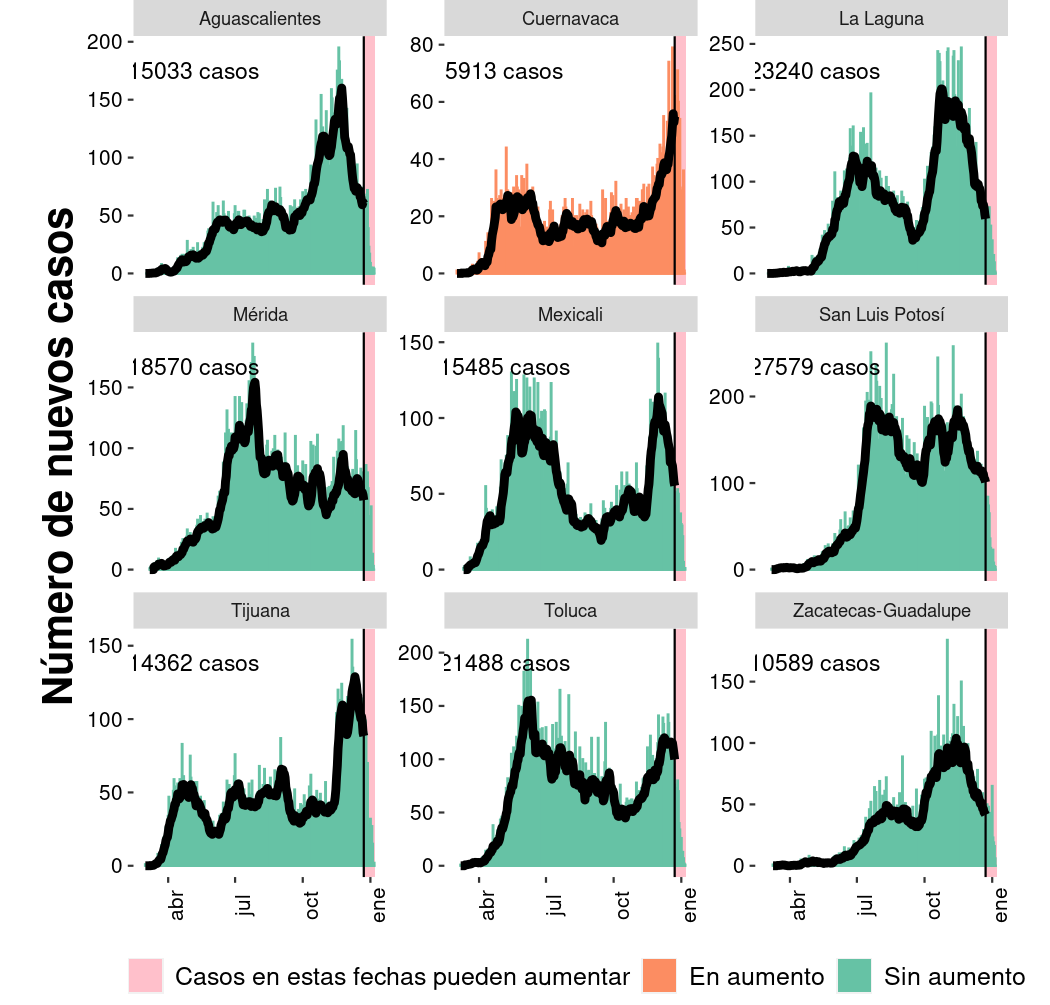 Número de nuevos casos
Aguascalientes
Cuernavaca
La Laguna
200
150
100
50
0
15033 casos
80
60
40
20
0
5913 casos
250
200
150
100
50
0
23240 casos
Mérida
Mexicali
San Luis Potosí
150
100
50
0
18570 casos
150
100
50
0
15485 casos
200
100
0
27579 casos
Tijuana
Toluca
Zacatecas-Guadalupe
150
100
50
0
14362 casos
200
150
100
50
0
21488 casos
150
100
50
0
10589 casos
abr jul oct ene
abr jul oct ene
abr jul oct ene
Casos en estas fechas pueden aumentar En aumento Sin aumento